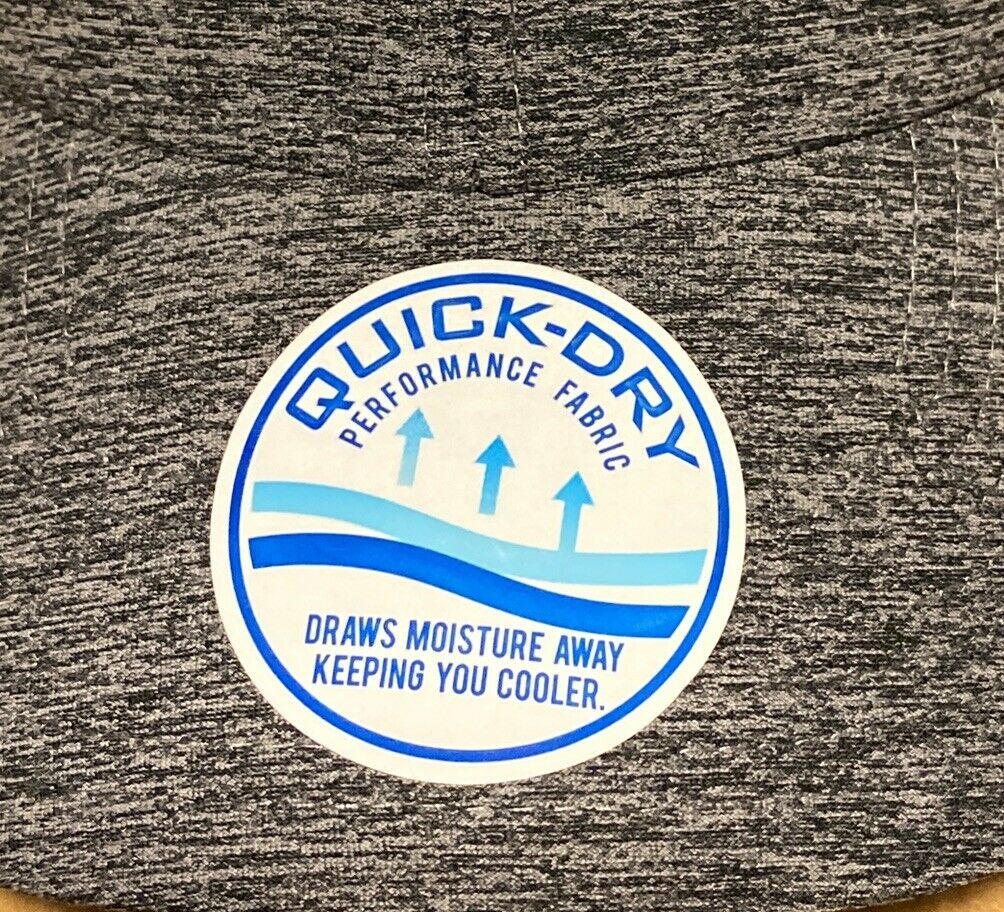 QUICK-DRY
PERFORMANCE FABRIC
DRAWS MOISTURE AWAY
KEEPING YOU COOLER.